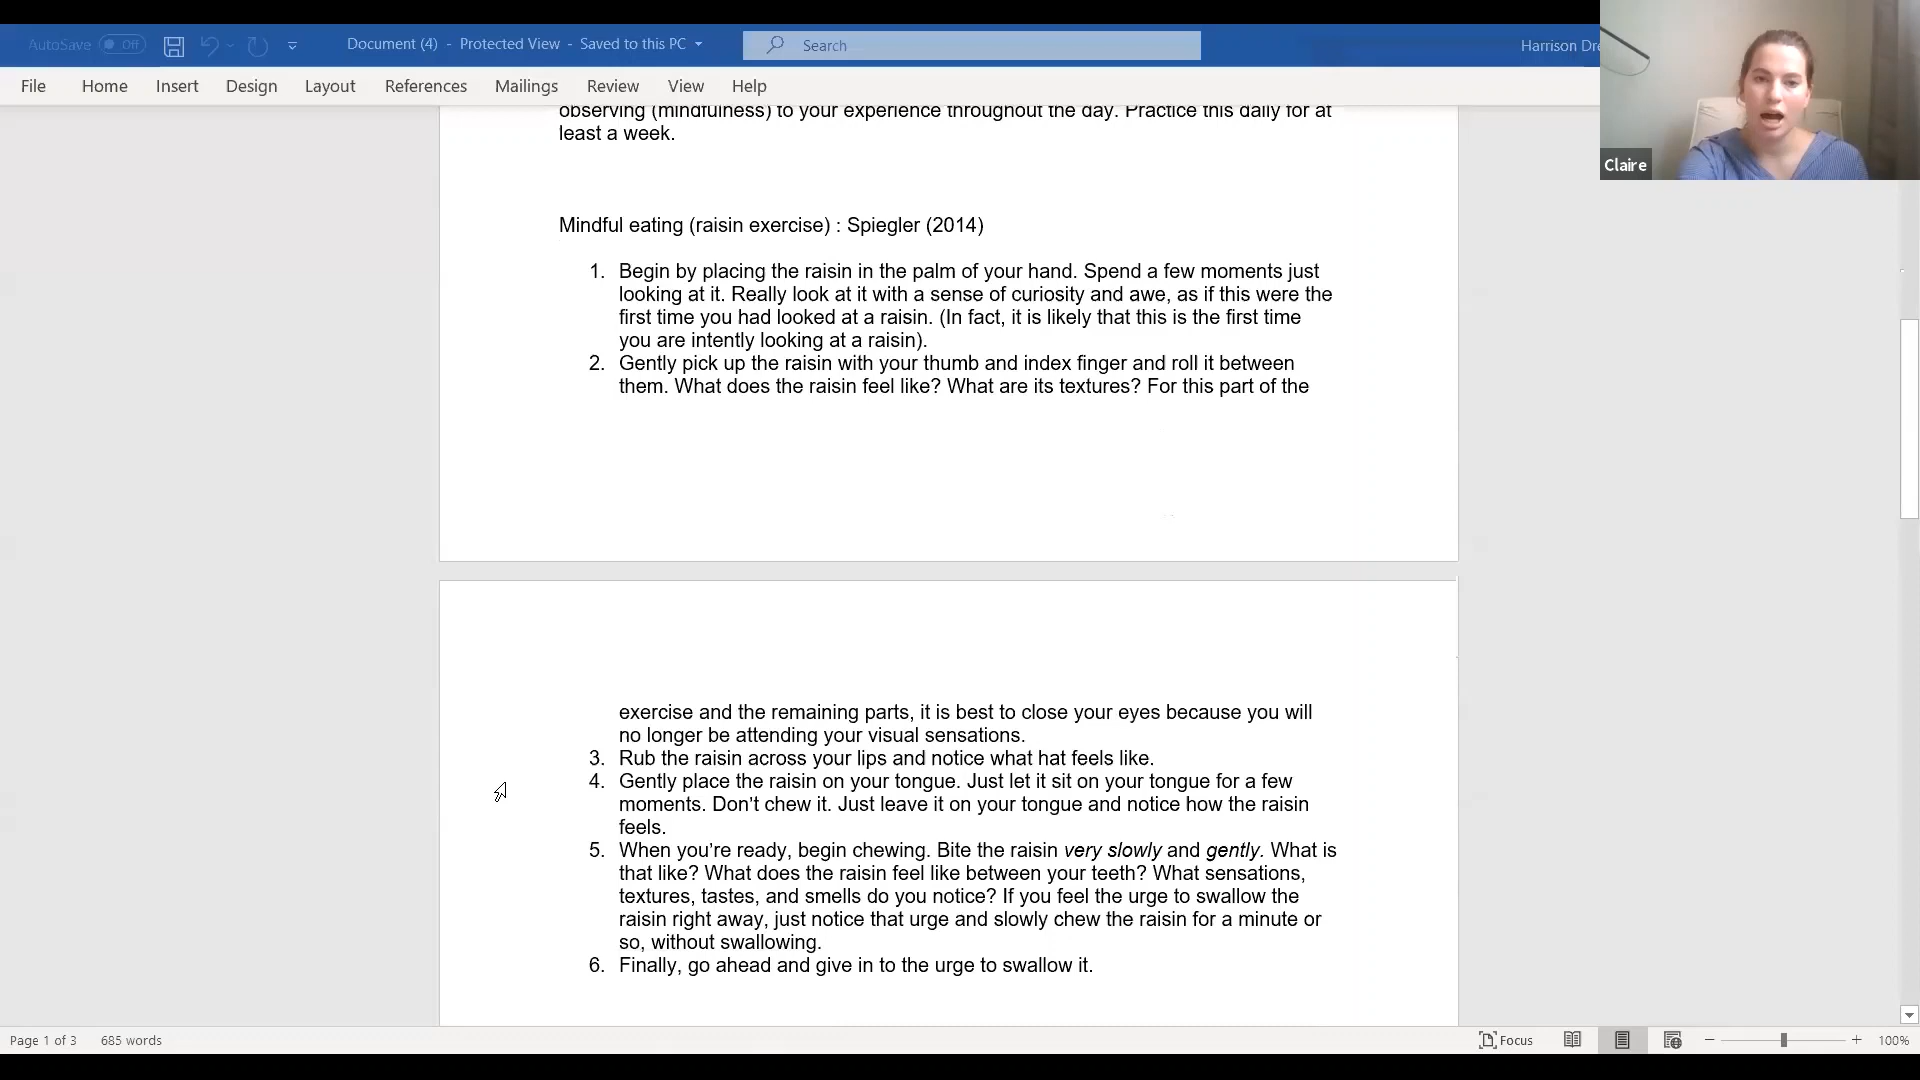 AutoSave Off Document (4) - Protected View - Saved to this PC Search Harrison Dre
File Home Insert Design Layout References Mailings Review View Help
Claire
observing (mindfulness) to your experience throughout the day. Practice this daily for at
least a week.
Mindful eating (raisin exercise) : Spiegler (2014)
1. Begin by placing the raisin in the palm of your hand. Spend a few moments just
looking at it. Really look at it with a sense of curiosity and awe, as if this were the
first time you had looked at a raisin. (In fact, it is likely that this is the first time
you are intently looking at a raisin).
2. Gently pick up the raisin with your thumb and index finger and roll it between
them. What does the raisin feel like? What are its textures? For this part of the
exercise and the remaining parts, it is best to close your eyes because you will
no longer be attending your visual sensations.
3. Rub the raisin across your lips and notice what hat feels like.
4. Gently place the raisin on your tongue. Just let it sit on your tongue for a few
moments. Don't chew it. Just leave it on your tongue and notice how the raisin
feels.
5. When you're ready, begin chewing. Bite the raisin very slowly and gently. What is
that like? What does the raisin feel like between your teeth? What sensations,
textures, tastes, and smells do you notice? If you feel the urge to swallow the
raisin right away, just notice that urge and slowly chew the raisin for a minute or
so, without swallowing.
6. Finally, go ahead and give in to the urge to swallow it.
Page 1 of 3 685 words Focus 100%